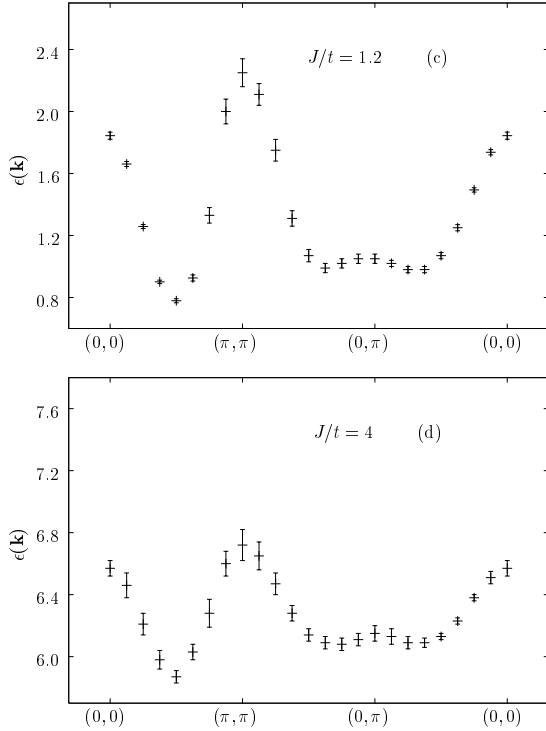 2.4
J/t = 1.2 (c)
2.0
ϵ(k)
1.6
1.2
0.8
(0, 0) (π, π) (0, π) (0, 0)
7.6
J/t = 4 (d)
7.2
6.8
ϵ(k)
6.4
6.0
(0, 0) (π, π) (0, π) (0, 0)